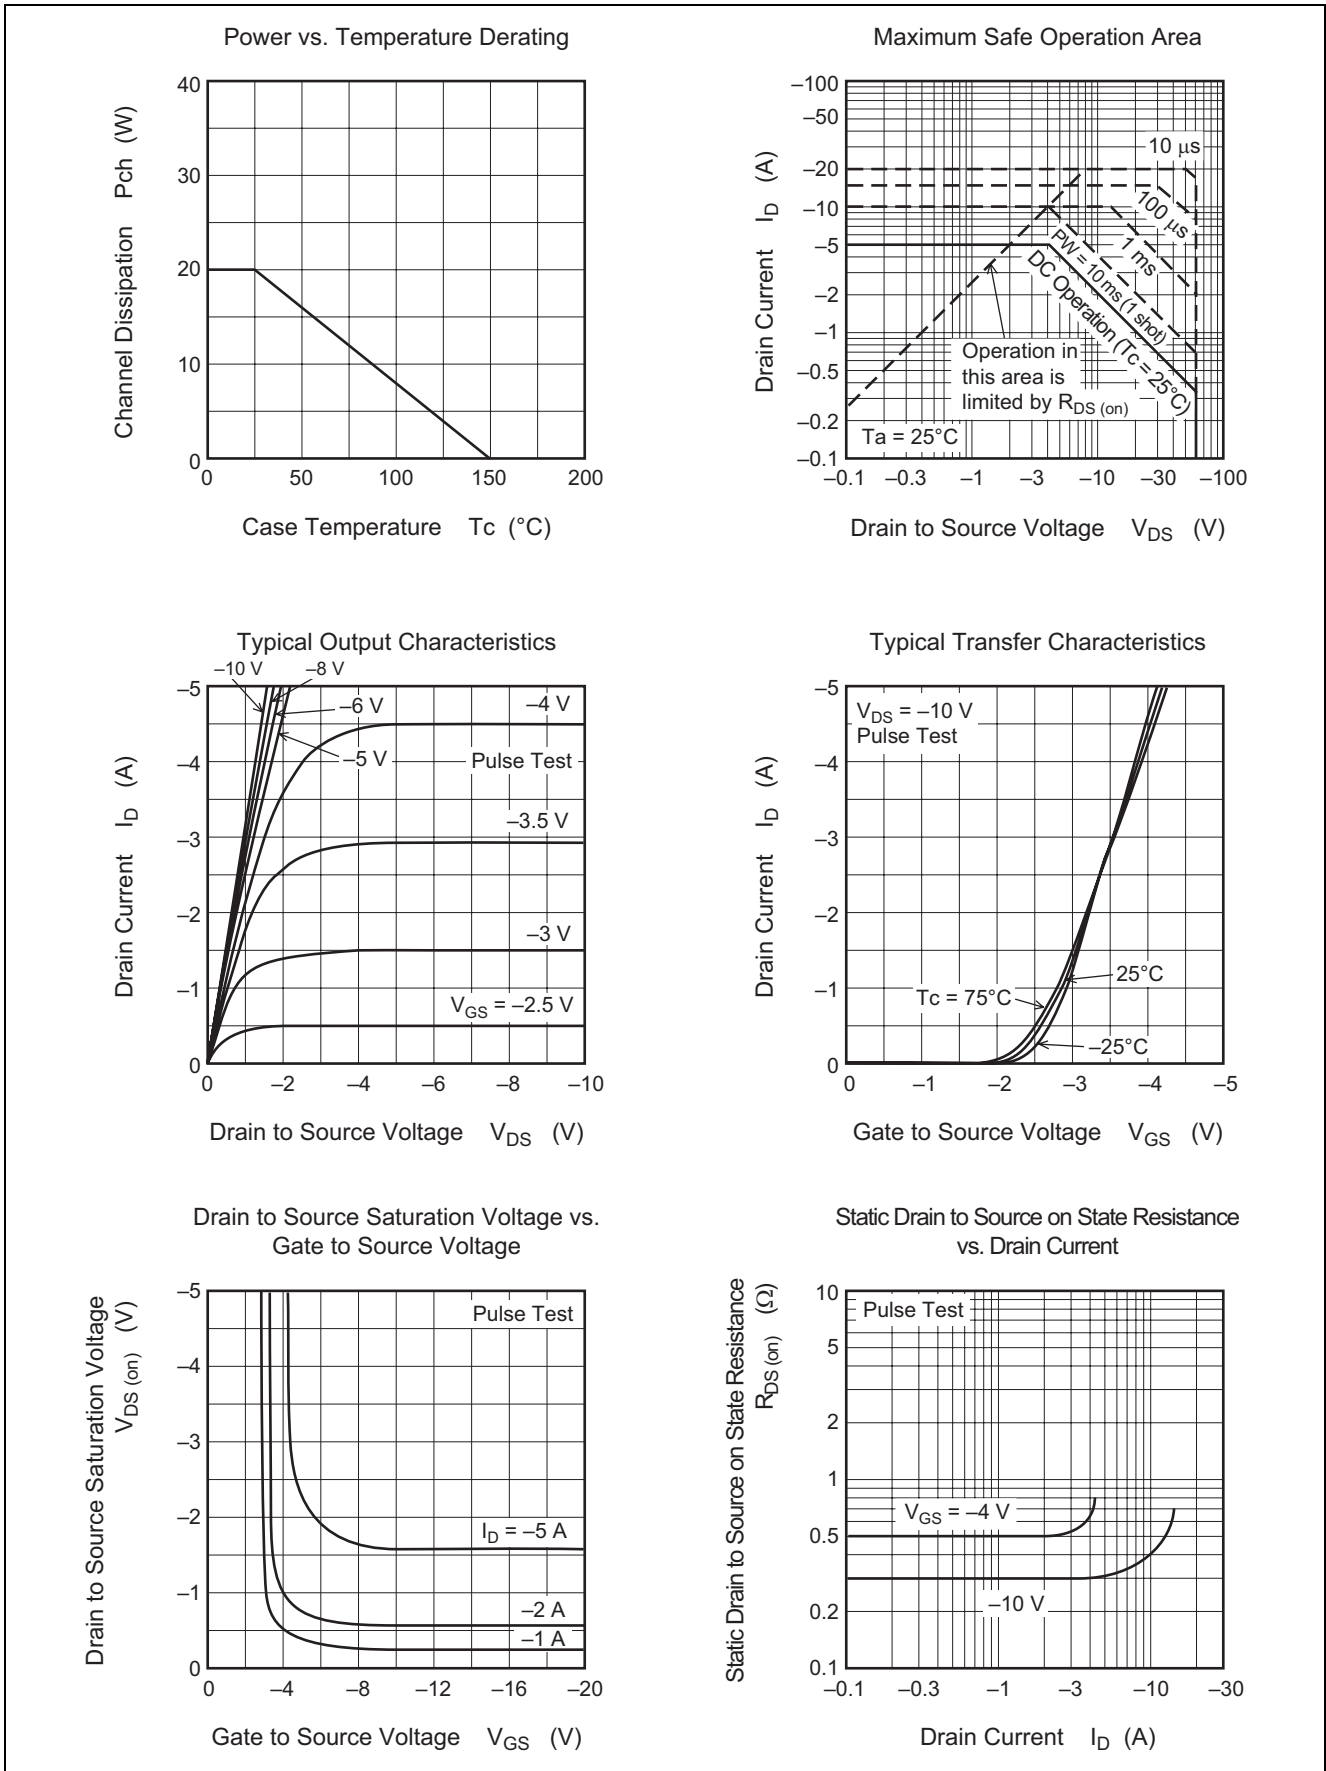 Power vs. Temperature Derating
Channel Dissipation Pch (W)
40
30
20
10
0
0 50 100 150 200
Case Temperature Tc (°C)
Maximum Safe Operation Area
Drain Current I_D (A)
–100
–50
–20
–10
–5
–2
–1
–0.5
–0.2
–0.1
10 μs
100 μs
1 ms
PW = 10 ms (1 shot)
DC Operation (Tc = 25°C)
Operation in
this area is
limited by R_DS (on)
Ta = 25°C
–0.1 –0.3 –1 –3 –10 –30 –100
Drain to Source Voltage V_DS (V)
Typical Output Characteristics
Drain Current I_D (A)
–10 V –8 V
–6 V
–5 V
–4 V
Pulse Test
–3.5 V
–3 V
V_GS = –2.5 V
–5
–4
–3
–2
–1
0
0 –2 –4 –6 –8 –10
Drain to Source Voltage V_DS (V)
Typical Transfer Characteristics
Drain Current I_D (A)
–5
–4
–3
–2
–1
0
V_DS = –10 V
Pulse Test
25°C
Tc = 75°C
–25°C
0 –1 –2 –3 –4 –5
Gate to Source Voltage V_GS (V)
Drain to Source Saturation Voltage vs.
Gate to Source Voltage
Drain to Source Saturation Voltage
V_DS (on) (V)
–5
–4
–3
–2
–1
0
Pulse Test
I_D = –5 A
–2 A
–1 A
0 –4 –8 –12 –16 –20
Gate to Source Voltage V_GS (V)
Static Drain to Source on State Resistance
vs. Drain Current
Static Drain to Source on State Resistance
R_DS (on) (Ω)
10
5
2
1
0.5
0.2
0.1
Pulse Test
V_GS = –4 V
–10 V
–0.1 –0.3 –1 –3 –10 –30
Drain Current I_D (A)